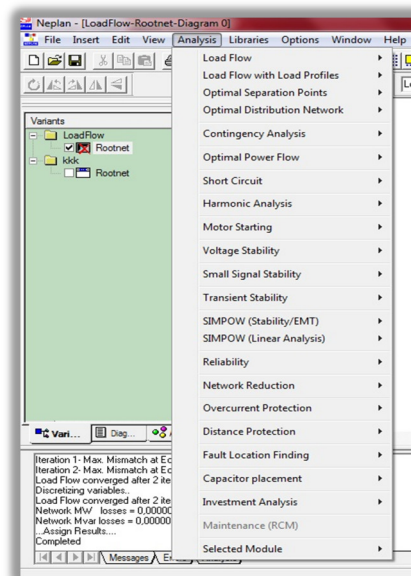 Neplan - [LoadFlow-Rootnet-Diagram 0]
File Insert Edit View Analysis Libraries Options Window Help
Variants
LoadFlow
Rootnet
kkk
Rootnet
Load Flow
Load Flow with Load Profiles
Optimal Separation Points
Optimal Distribution Network
Contingency Analysis
Optimal Power Flow
Short Circuit
Harmonic Analysis
Motor Starting
Voltage Stability
Small Signal Stability
Transient Stability
SIMPOW (Stability/EMT)
SIMPOW (Linear Analysis)
Reliability
Network Reduction
Overcurrent Protection
Distance Protection
Fault Location Finding
Capacitor placement
Investment Analysis
Maintenance (RCM)
Selected Module
Vari... Diag...
Iteration 1- Max. Mismatch at Ec
Iteration 2- Max. Mismatch at Ec
Load Flow converged after 2 ite
Discretizing variables..
Load Flow converged after 2 ite
Network MW losses = 0,00000
Network Mvar losses = 0,00000
...Assign Results....
Completed
Messages